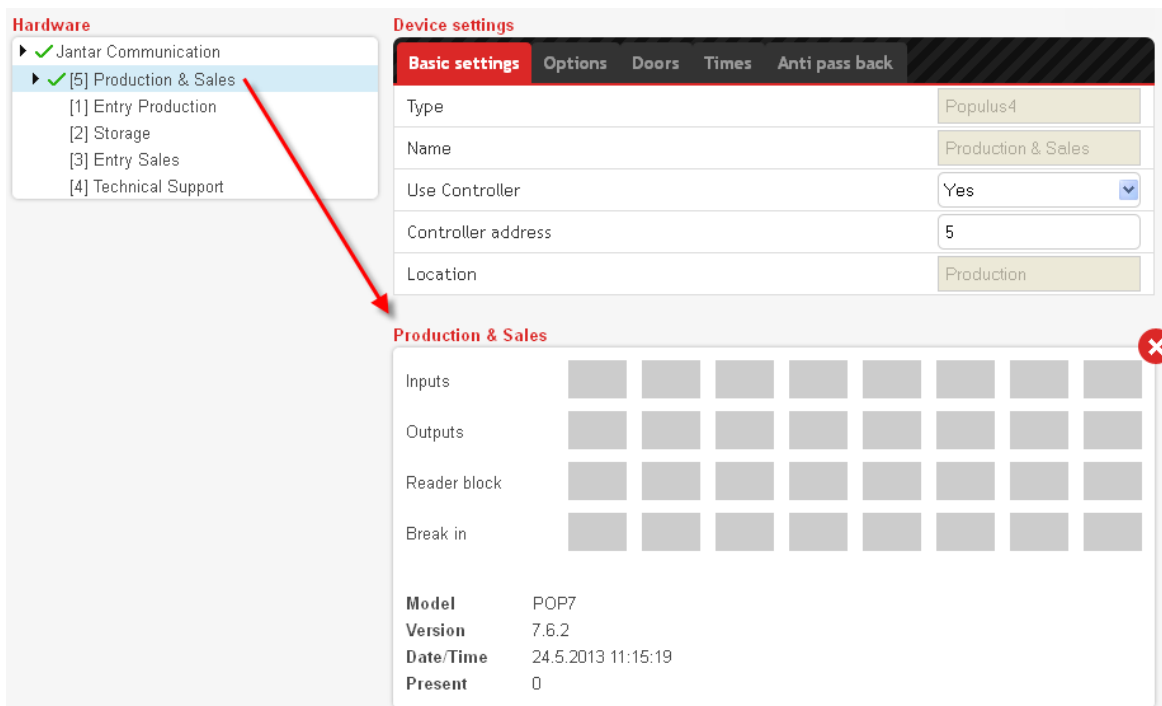 Hardware
Jantar Communication
[5] Production & Sales
[1] Entry Production
[2] Storage
[3] Entry Sales
[4] Technical Support
Device settings
Basic settings Options Doors Times Anti pass back
Type Populus4
Name Production & Sales
Use Controller Yes
Controller address 5
Location Production
Production & Sales
Inputs
Outputs
Reader block
Break in
Model POP7
Version 7.6.2
Date/Time 24.5.2013 11:15:19
Present 0